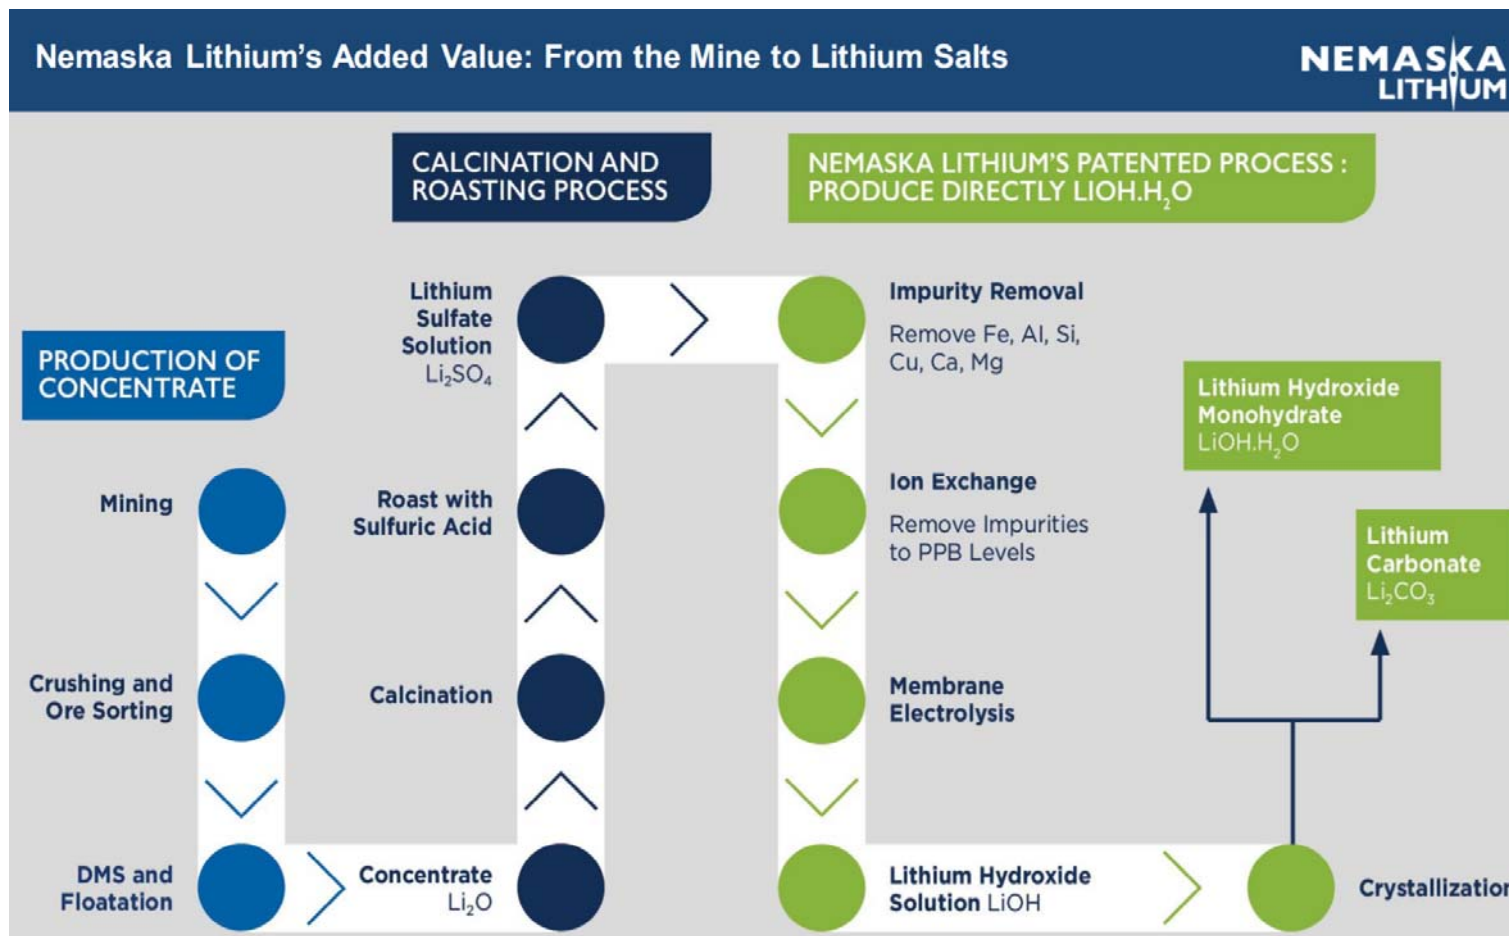 Nemaska Lithium's Added Value: From the Mine to Lithium Salts
NEMASKA
LITHIUM
PRODUCTION OF
CONCENTRATE
Mining
Crushing and
Ore Sorting
DMS and
Floatation
CALCINATION AND
ROASTING PROCESS
Lithium
Sulfate
Solution
Li₂SO₄
Roast with
Sulfuric Acid
Calcination
Concentrate
Li₂O
NEMASKA LITHIUM'S PATENTED PROCESS :
PRODUCE DIRECTLY LIOH.H₂O
Impurity Removal
Remove Fe, Al, Si,
Cu, Ca, Mg
Ion Exchange
Remove Impurities
to PPB Levels
Membrane
Electrolysis
Lithium Hydroxide
Solution LiOH
Crystallization
Lithium Hydroxide
Monohydrate
LiOH.H₂O
Lithium
Carbonate
Li₂CO₃